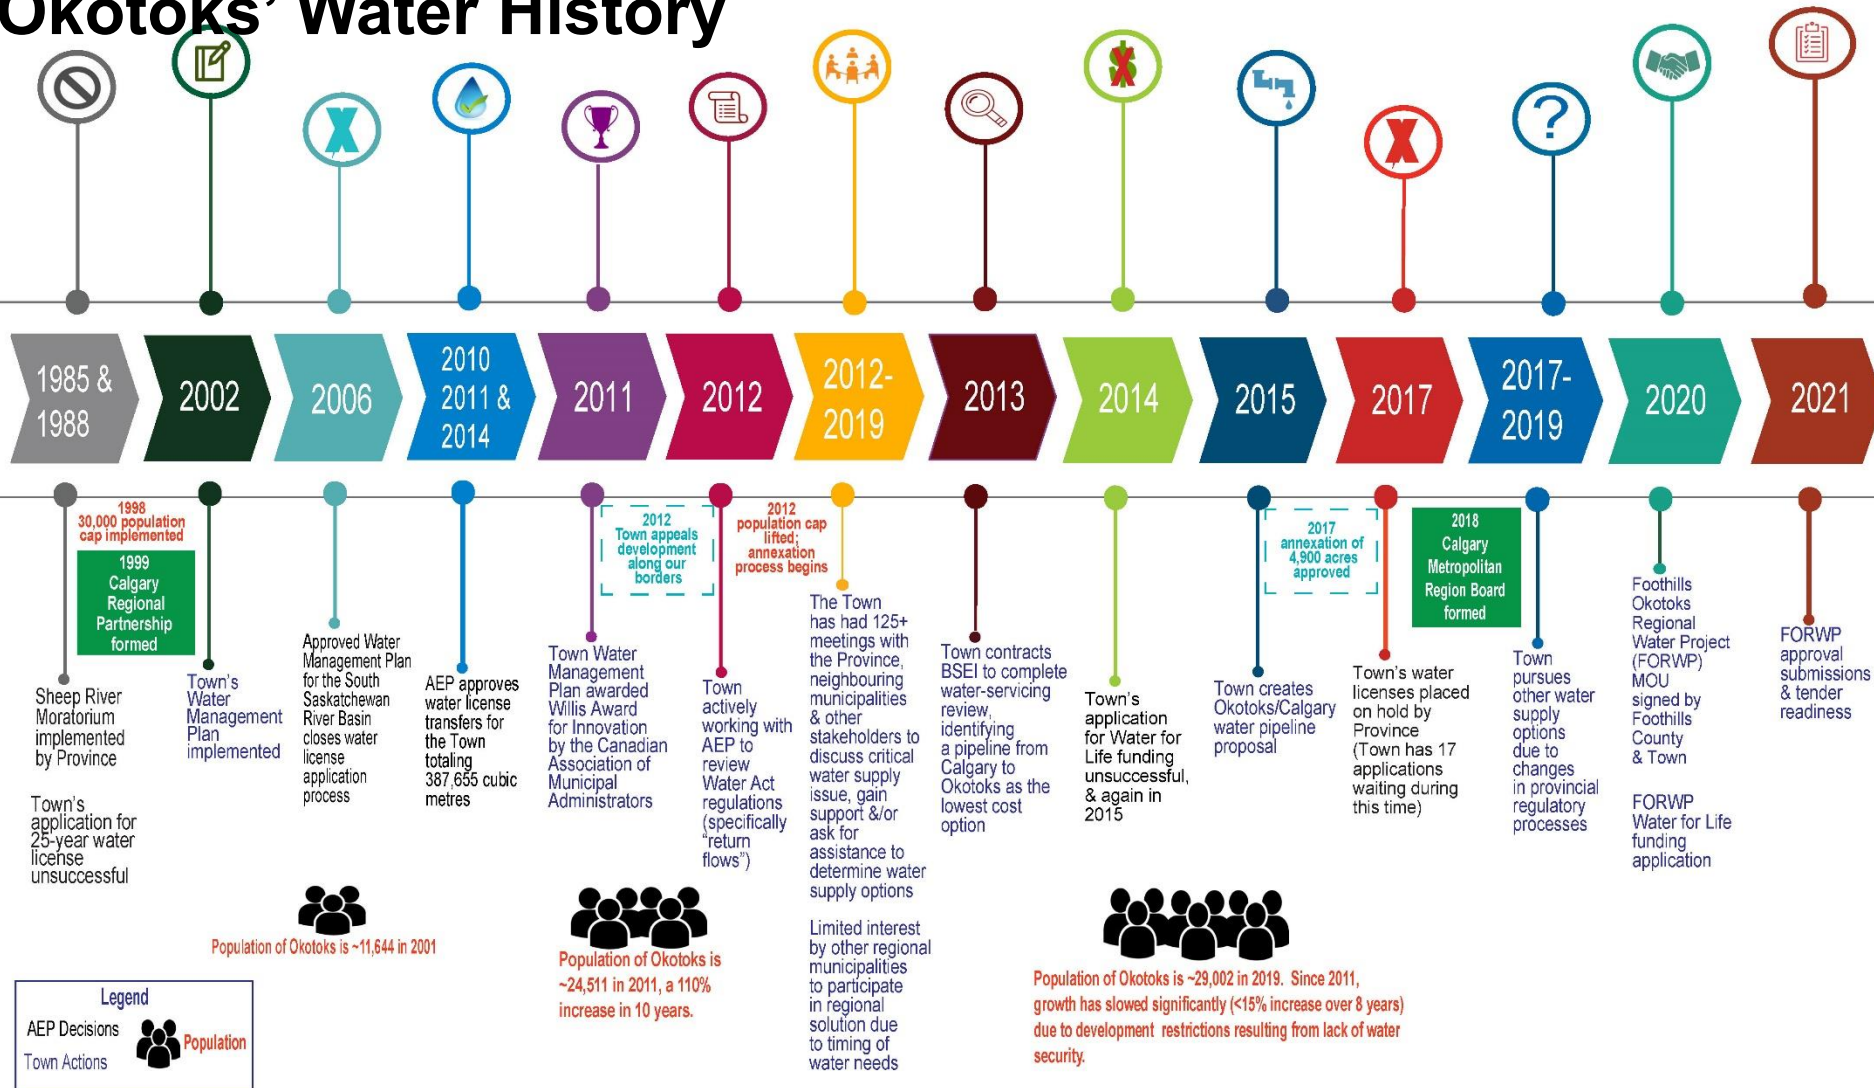 Okotoks' Water History
1985 &
1988
2002
2006
2010
2011 &
2014
2011
2012
2012-
2019
2013
2014
2015
2017
2017-
2019
2020
2021
1998
30,000 population
cap implemented
1999
Calgary
Regional
Partnership
formed
2012
Town appeals
development
along our
borders
2012
population cap
lifted;
annexation
process begins
2017
annexation of
4,900 acres
approved
2018
Calgary
Metropolitan
Region Board
formed
Sheep River
Moratorium
implemented
by Province
Town's
application for
25-year water
license
unsuccessful
Town's
Water
Management
Plan
implemented
Approved Water
Management Plan
for the South
Saskatchewan
River Basin
closes water
license
application
process
AEP approves
water license
transfers for
the Town
totaling
387,655 cubic
metres
Town Water
Management
Plan awarded
Willis Award
for Innovation
by the Canadian
Association of
Municipal
Administrators
Town
actively
working with
AEP to
review
Water Act
regulations
(specifically
"return
flows")
The Town
has had 125+
meetings with
the Province,
neighbouring
municipalities
& other
stakeholders to
discuss critical
water supply
issue, gain
support &/or
ask for
assistance to
determine water
supply options
Limited interest
by other regional
municipalities
to participate
in regional
solution due
to timing of
water needs
Town contracts
BSEI to complete
water-servicing
review,
identifying
a pipeline from
Calgary to
Okotoks as the
lowest cost
option
Town's
application
for Water for
Life funding
unsuccessful,
& again in
2015
Town creates
Okotoks/Calgary
water pipeline
proposal
Town's water
licenses placed
on hold by
Province
(Town has 17
applications
waiting during
this time)
Town
pursues
other water
supply
options
due to
changes
in provincial
regulatory
processes
Foothills
Okotoks
Regional
Water Project
(FORWP)
MOU
signed by
Foothills
County
& Town
FORWP
Water for Life
funding
application
FORWP
approval
submissions
& tender
readiness
Population of Okotoks is ~11,644 in 2001
Population of Okotoks is
~24,511 in 2011, a 110%
increase in 10 years.
Population of Okotoks is ~29,002 in 2019. Since 2011,
growth has slowed significantly (<15% increase over 8 years)
due to development restrictions resulting from lack of water
security.
Legend
AEP Decisions
Town Actions
Population